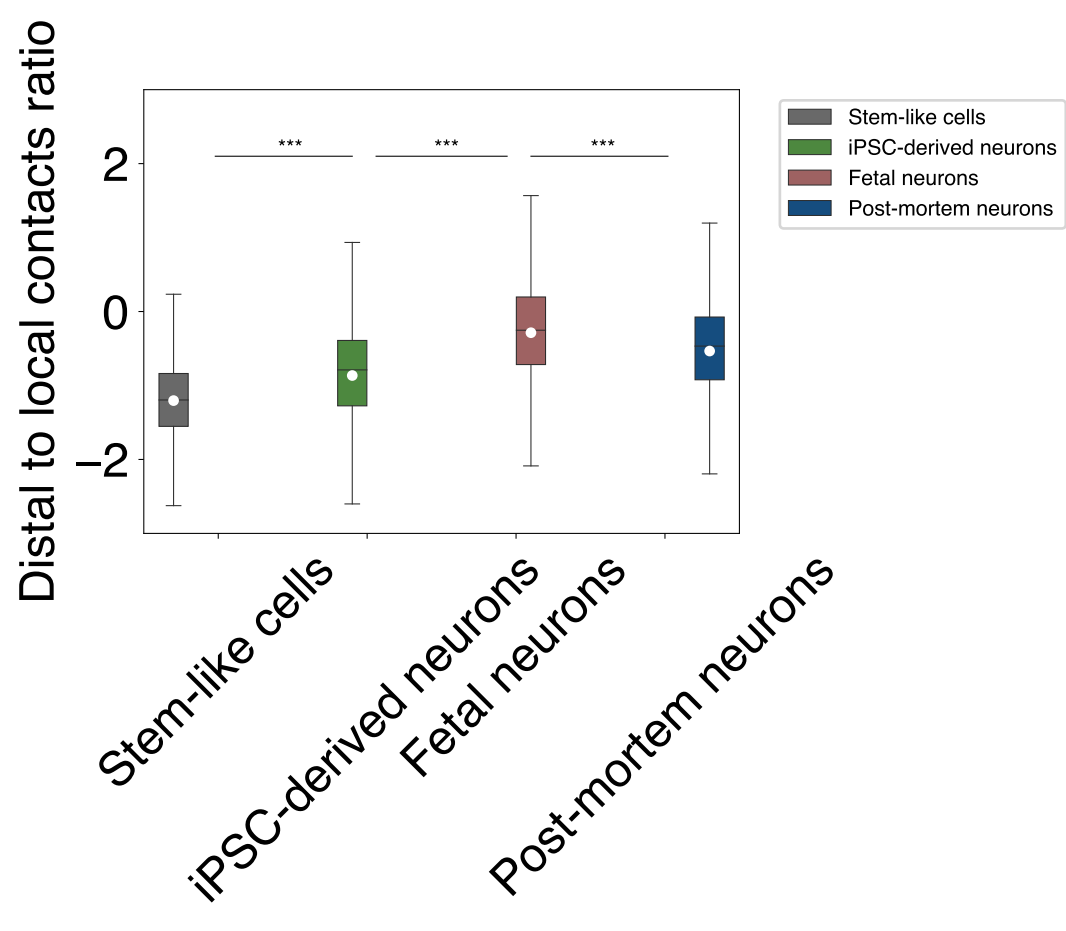 Distal to local contacts ratio
2
0
−2
***
***
***
Stem-like cells
iPSC-derived neurons
Fetal neurons
Post-mortem neurons
Stem-like cells
iPSC-derived neurons
Fetal neurons
Post-mortem neurons